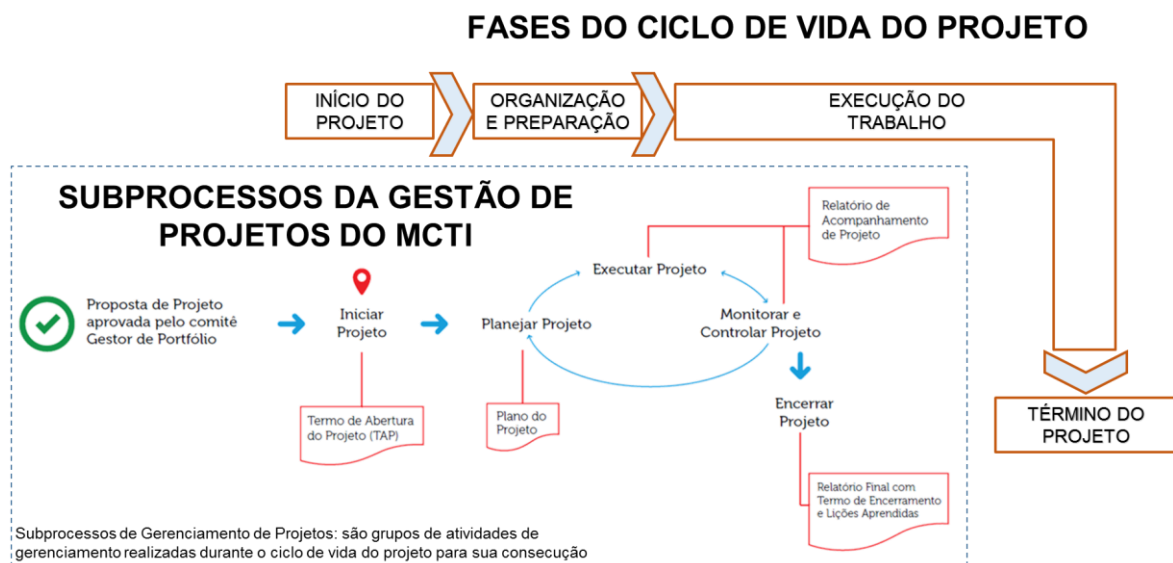 FASES DO CICLO DE VIDA DO PROJETO
INÍCIO DO
PROJETO
ORGANIZAÇÃO
E PREPARAÇÃO
EXECUÇÃO DO
TRABALHO
TÉRMINO DO
PROJETO
SUBPROCESSOS DA GESTÃO DE
PROJETOS DO MCTI
Proposta de Projeto
aprovada pelo comitê
Gestor de Portfólio
Iniciar
Projeto
Termo de Abertura
do Projeto (TAP)
Planejar Projeto
Plano do
Projeto
Executar Projeto
Relatório de
Acompanhamento
de Projeto
Monitorar e
Controlar Projeto
Encerrar
Projeto
Relatório Final com
Termo de Encerramento
e Lições Aprendidas
Subprocessos de Gerenciamento de Projetos: são grupos de atividades de
gerenciamento realizadas durante o ciclo de vida do projeto para sua consecução